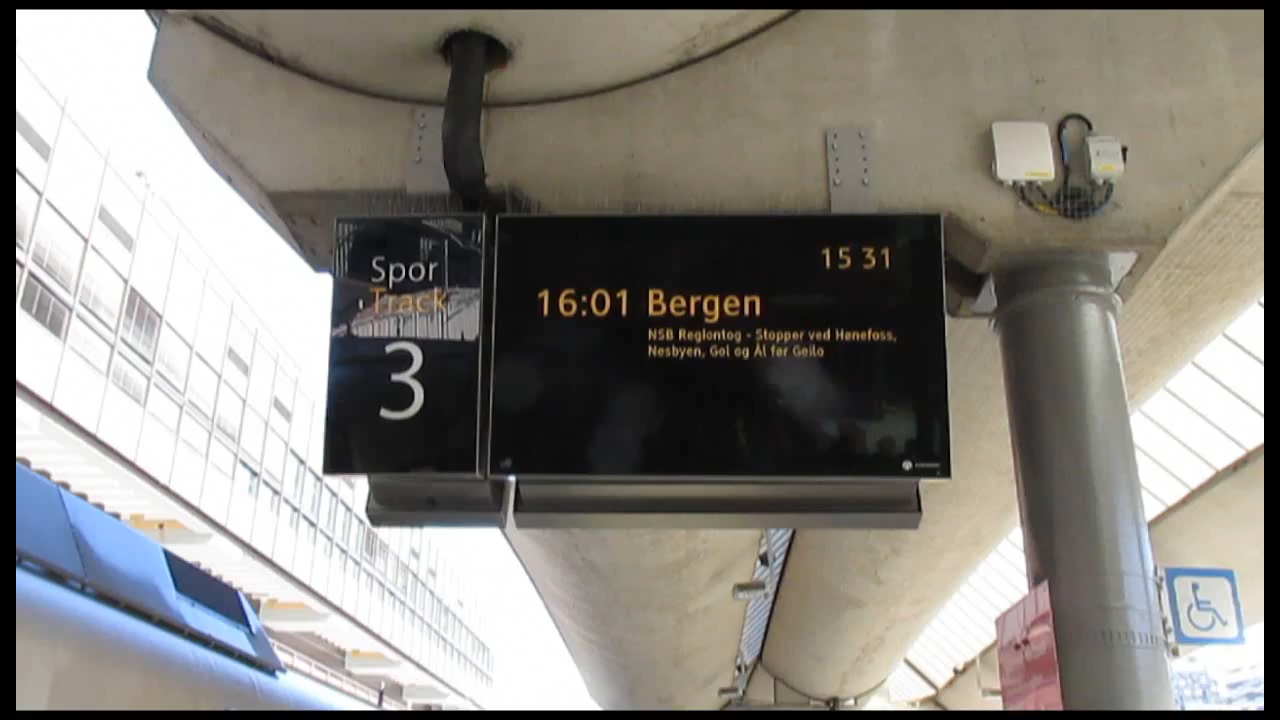 Spor
Track
3
15 31
16:01 Bergen
NSB Regiontog - Stopper ved Hønefoss,
Nesbyen, Gol og Ål før Geilo